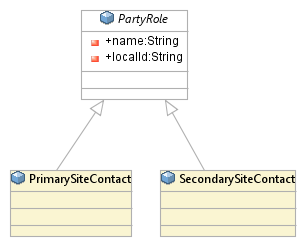 PartyRole
+name:String
+localId:String
PrimarySiteContact
SecondarySiteContact